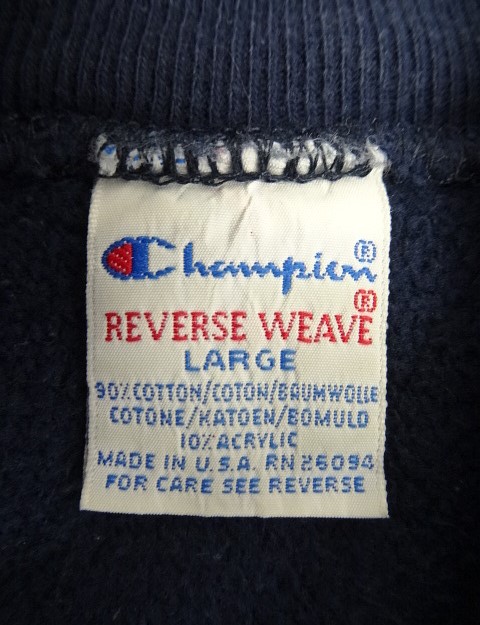 Champion®
REVERSE WEAVE®
LARGE
90% COTTON/COTON/BAUMWOLLE
COTONE/KATOEN/BOMULD
10% ACRYLIC
MADE IN U.S.A. RN 26094
FOR CARE SEE REVERSE